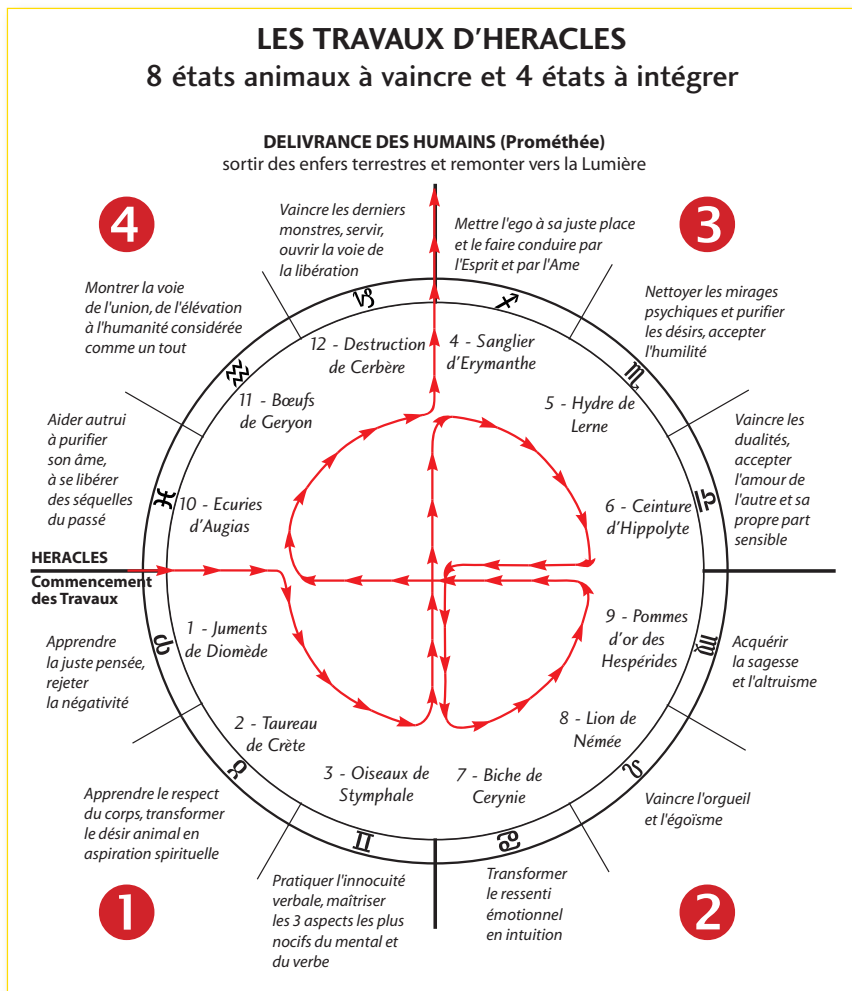 LES TRAVAUX D'HERACLES
8 états animaux à vaincre et 4 états à intégrer
DELIVRANCE DES HUMAINS (Prométhée)
sortir des enfers terrestres et remonter vers la Lumière
4
Vaincre les derniers
monstres, servir,
ouvrir la voie de
la libération
Mettre l'ego à sa juste place
et le faire conduire par
l'Esprit et par l'Ame
3
Montrer la voie
de l'union, de l'élévation
à l'humanité considérée
comme un tout
Nettoyer les mirages
psychiques et purifier
les désirs, accepter
l'humilité
♑
♐
12 - Destruction
de Cerbère
4 - Sanglier
d'Erymanthe
♒
♏
11 - Bœufs
de Geryon
5 - Hydre de
Lerne
Aider autrui
à purifier
son âme,
à se libérer
des séquelles
du passé
Vaincre les
dualités,
accepter
l'amour de
l'autre et sa
propre part
sensible
♓
♎
10 - Ecuries
d'Augias
6 - Ceinture
d'Hippolyte
HERACLES
Commencement
des Travaux
♈
♍
1 - Juments
de Diomède
9 - Pommes
d'or des
Hespérides
Apprendre
la juste pensée,
rejeter
la négativité
Acquérir
la sagesse
et l'altruisme
2 - Taureau
de Crète
8 - Lion de
Némée
♉
♌
3 - Oiseaux de
Stymphale
7 - Biche de
Cerynie
Apprendre le respect
du corps, transformer
le désir animal en
aspiration spirituelle
Vaincre l'orgueil
et l'égoïsme
♊
♋
1
Pratiquer l'innocuité
verbale, maîtriser
les 3 aspects les plus
nocifs du mental et
du verbe
Transformer
le ressenti
émotionnel
en intuition
2